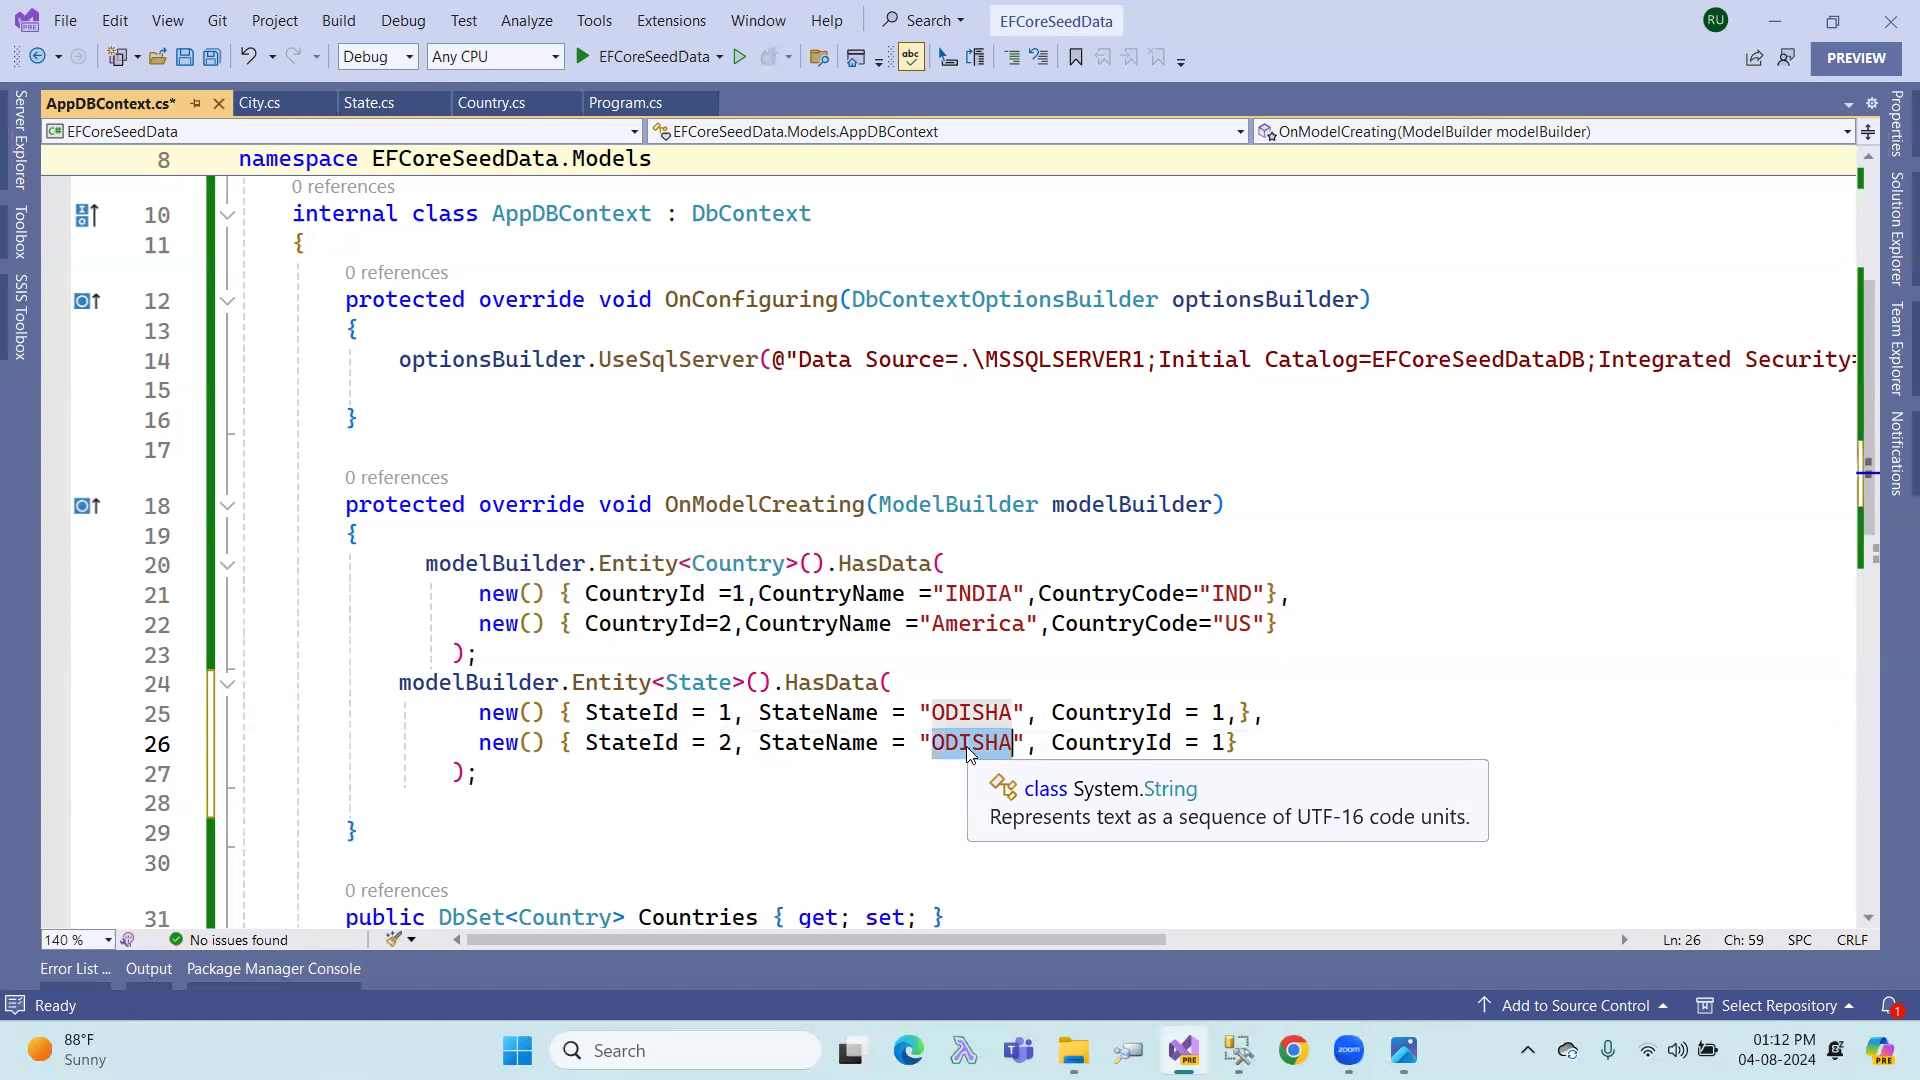 File Edit View Git Project Build Debug Test Analyze Tools Extensions Window Help Search EFCoreSeedData RU
Debug Any CPU EFCoreSeedData abc PREVIEW
AppDBContext.cs* City.cs State.cs Country.cs Program.cs
EFCoreSeedData EFCoreSeedData.Models.AppDBContext OnModelCreating(ModelBuilder modelBuilder)
Server Explorer
Toolbox
SSIS Toolbox
8 namespace EFCoreSeedData.Models
0 references
10 internal class AppDBContext : DbContext
11 {
0 references
12 protected override void OnConfiguring(DbContextOptionsBuilder optionsBuilder)
13 {
14 optionsBuilder.UseSqlServer(@"Data Source=.\MSSQLSERVER1;Initial Catalog=EFCoreSeedDataDB;Integrated Security=
15
16 }
17
0 references
18 protected override void OnModelCreating(ModelBuilder modelBuilder)
19 {
20 modelBuilder.Entity<Country>().HasData(
21 new() { CountryId =1,CountryName ="INDIA",CountryCode="IND"},
22 new() { CountryId=2,CountryName ="America",CountryCode="US"}
23 );
24 modelBuilder.Entity<State>().HasData(
25 new() { StateId = 1, StateName = "ODISHA", CountryId = 1,},
26 new() { StateId = 2, StateName = "ODISHA", CountryId = 1}
27 );
class System.String
Represents text as a sequence of UTF-16 code units.
28
29 }
30
0 references
31 public DbSet<Country> Countries { get; set; }
Properties
Solution Explorer
Team Explorer
Notifications
140 % No issues found Ln: 26 Ch: 59 SPC CRLF
Error List ... Output Package Manager Console
Ready Add to Source Control Select Repository 1
88°F
Sunny
Search
PRE
zoom
01:12 PM
04-08-2024
PRE